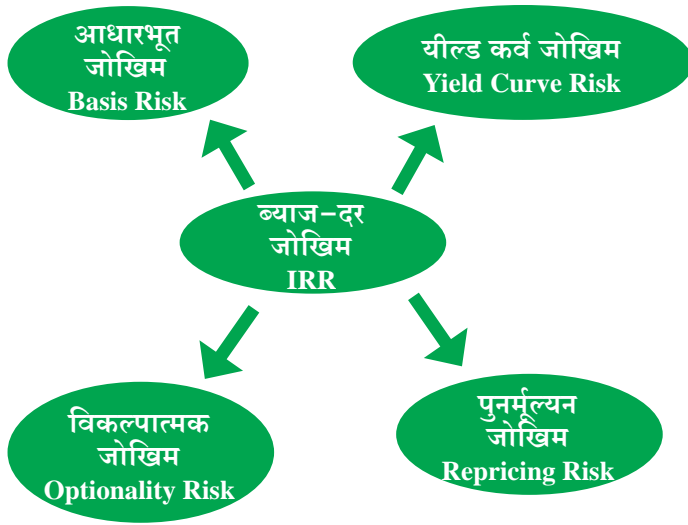 आधारभूत
जोखिम
Basis Risk
यील्ड कर्व जोखिम
Yield Curve Risk
ब्याज-दर
जोखिम
IRR
विकल्पात्मक
जोखिम
Optionality Risk
पुनर्मूल्यन
जोखिम
Repricing Risk